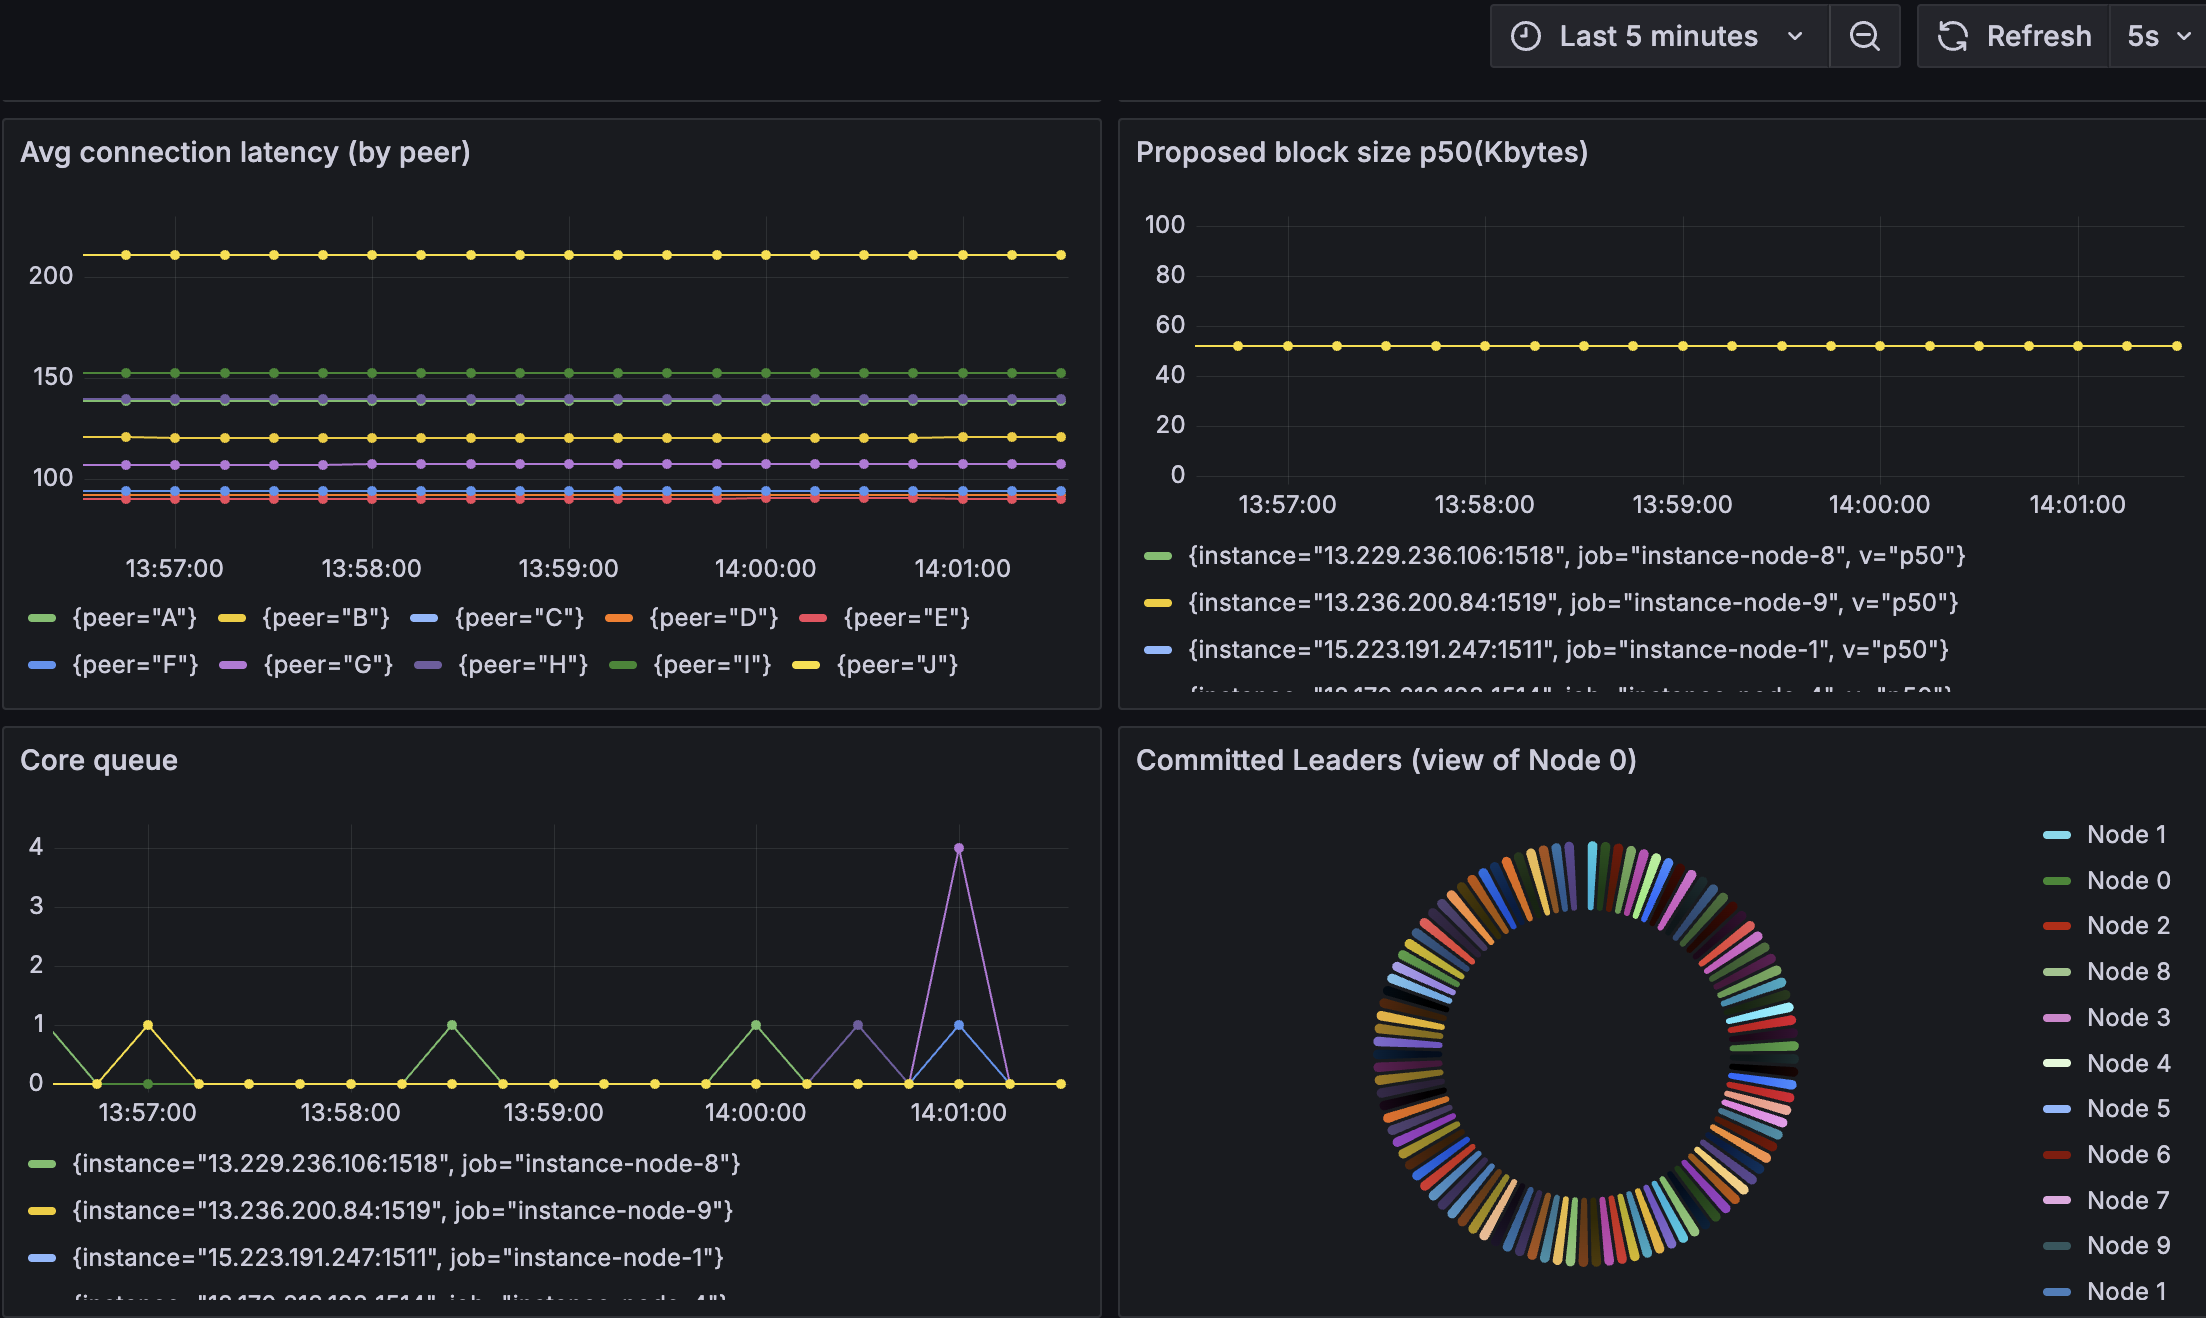 Last 5 minutes
Refresh
5s
Avg connection latency (by peer)
200
150
100
13:57:00 13:58:00 13:59:00 14:00:00 14:01:00
{peer="A"} {peer="B"} {peer="C"} {peer="D"} {peer="E"}
{peer="F"} {peer="G"} {peer="H"} {peer="I"} {peer="J"}
Proposed block size p50(Kbytes)
100
80
60
40
20
0
13:57:00 13:58:00 13:59:00 14:00:00 14:01:00
{instance="13.229.236.106:1518", job="instance-node-8", v="p50"}
{instance="13.236.200.84:1519", job="instance-node-9", v="p50"}
{instance="15.223.191.247:1511", job="instance-node-1", v="p50"}
Core queue
4
3
2
1
0
13:57:00 13:58:00 13:59:00 14:00:00 14:01:00
{instance="13.229.236.106:1518", job="instance-node-8"}
{instance="13.236.200.84:1519", job="instance-node-9"}
{instance="15.223.191.247:1511", job="instance-node-1"}
Committed Leaders (view of Node 0)
Node 1
Node 0
Node 2
Node 8
Node 3
Node 4
Node 5
Node 6
Node 7
Node 9
Node 1